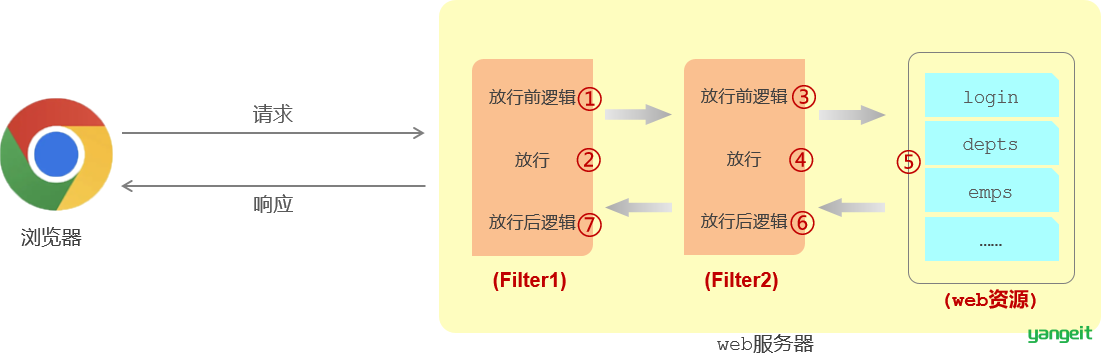 请求
响应
浏览器
放行前逻辑①
放行②
放行后逻辑⑦
(Filter1)
放行前逻辑③
放行④
放行后逻辑⑥
(Filter2)
⑤
login
depts
emps
……
(web资源)
yangeit
web服务器